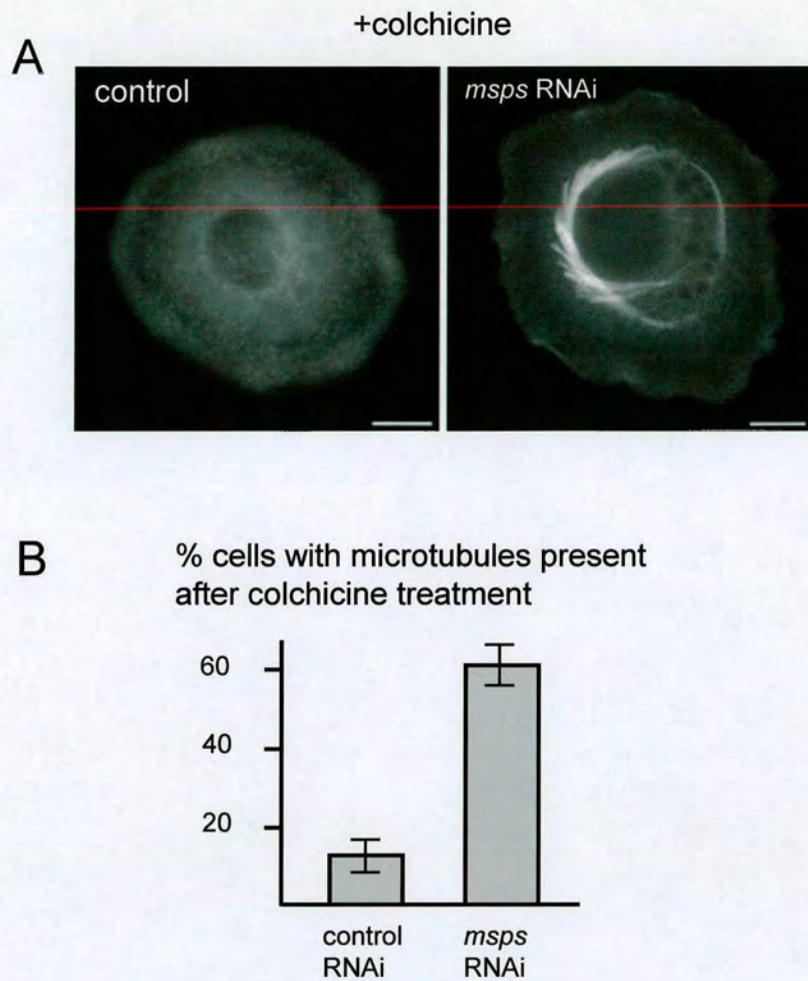 +colchicine
A
control
msps RNAi
B
% cells with microtubules present
after colchicine treatment
60
40
20
control
RNAi
msps
RNAi